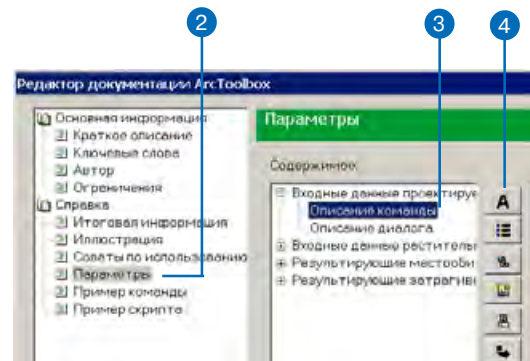 2
3
4
Редактор документации ArcToolbox
Основная информация
Краткое описание
Ключевые слова
Автор
Ограничения
Справка
Итоговая информация
Иллюстрация
Советы по использованию
Параметры
Пример команды
Пример скрипта
Параметры
Содержимое:
Входные данные проектируе
Описание команды
Описание диалога
Входные данные раститель
Результирующие местооби
Результирующие затрагив
A